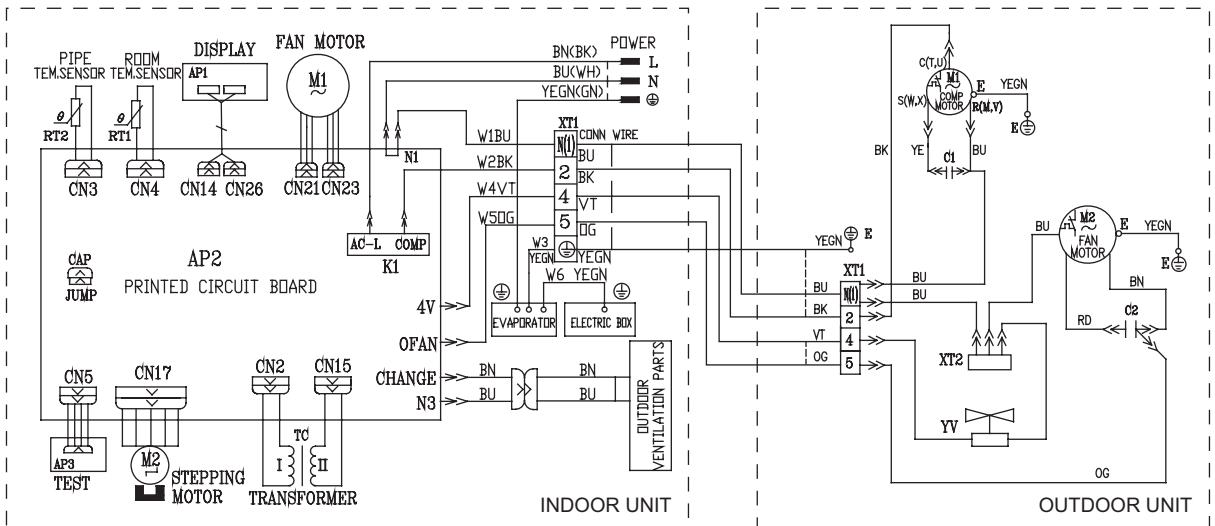 PIPE
TEM.SENSOR
ROOM
TEM.SENSOR
DISPLAY
AP1
FAN MOTOR
M1
~
θ
RT2
θ
RT1
CN3
CN4
CN14
CN26
CN21
CN23
POWER
BN(BK)
L
BU(WH)
N
YEGN(GN)
N1
AC-L
COMP
K1
W1BU
W2BK
W4VT
W5OG
W3
YEGN
W6 YEGN
XT1
N(1)
2
4
5
CONN WIRE
BU
BK
VT
OG
CAP
JUMP
AP2
PRINTED CIRCUIT BOARD
4V
OFAN
CHANGE
N3
EVAPORATOR
ELECTRIC BOX
BN
BU
BN
BU
OUTDOOR
VENTILATION PARTS
CN5
AP3
TEST
CN17
M2
STEPPING
MOTOR
CN2
CN15
TC
I
II
TRANSFORMER
INDOOR UNIT
C(T,U)
M1
~
COMP
MOTOR
S(W,X)
R(M,V)
E
YEGN
E
BK
YE
BU
C1
YEGN
E
XT1
BU
N(1)
BK
2
VT
4
OG
5
BU
BU
BU
M2
~
FAN
MOTOR
E
YEGN
E
RD
BN
C2
XT2
YV
OG
OUTDOOR UNIT